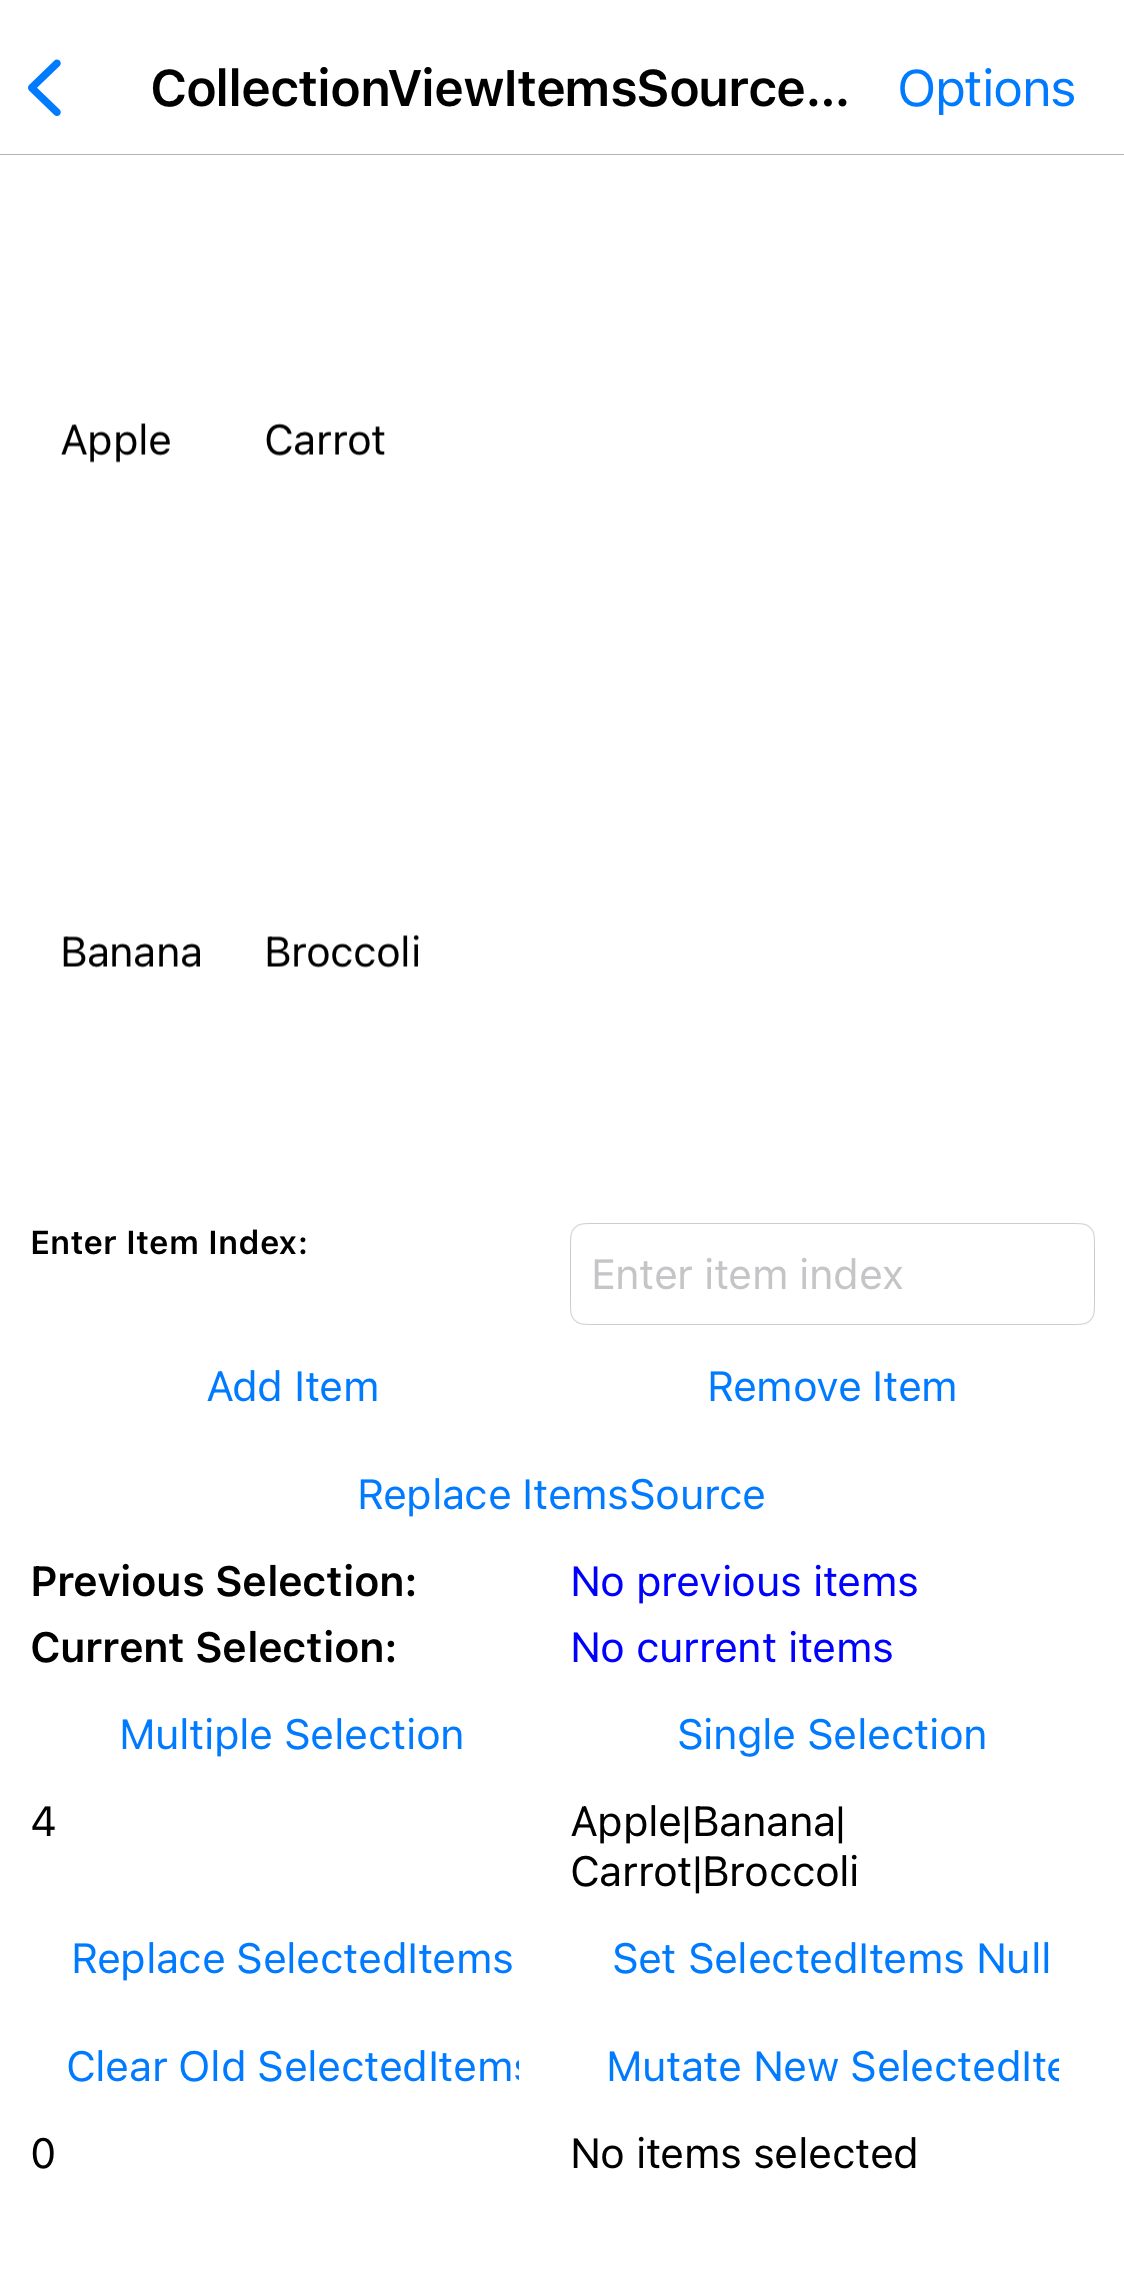 CollectionViewItemsSource...
Options
Apple
Carrot
Banana
Broccoli
Enter Item Index:
Enter item index
Add Item
Remove Item
Replace ItemsSource
Previous Selection:
No previous items
Current Selection:
No current items
Multiple Selection
Single Selection
4
Apple|Banana|
Carrot|Broccoli
Replace SelectedItems
Set SelectedItems Null
Clear Old SelectedItems
Mutate New SelectedIte
0
No items selected